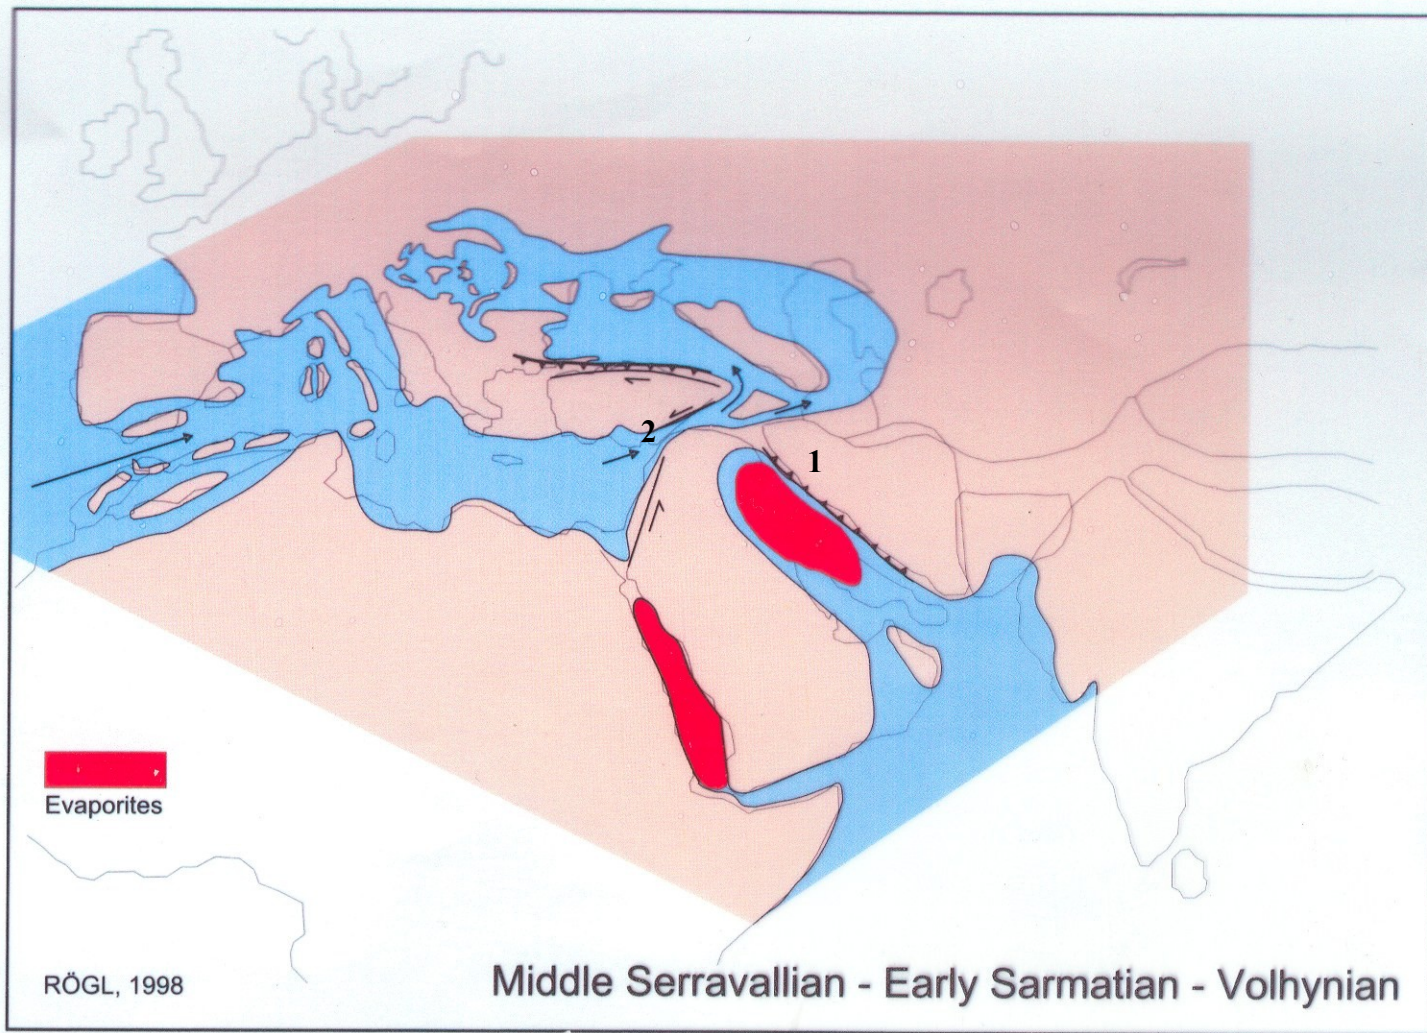 2
1
Evaporites
RÖGL, 1998
Middle Serravallian - Early Sarmatian - Volhynian